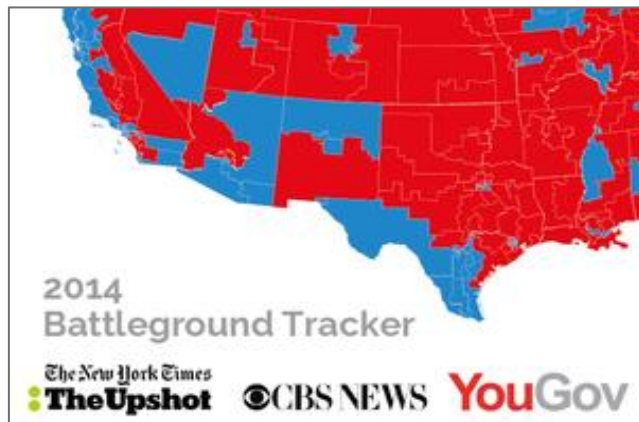 2014
Battleground Tracker
The New York Times
TheUpshot
CBS NEWS
YouGov